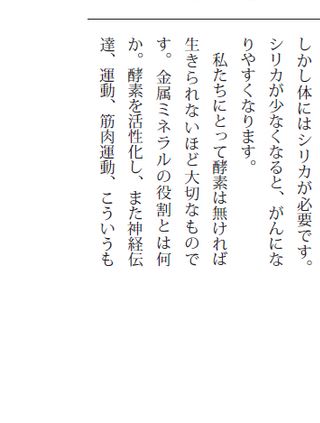 しかし体にはシリカが必要です。
シリカが少なくなると、がんにな
りやすくなります。
私たちにとって酵素は無ければ
生きられないほど大切なもので
す。金属ミネラルの役割とは何
か。酵素を活性化し、また神経伝
達、運動、筋肉運動、こういうも